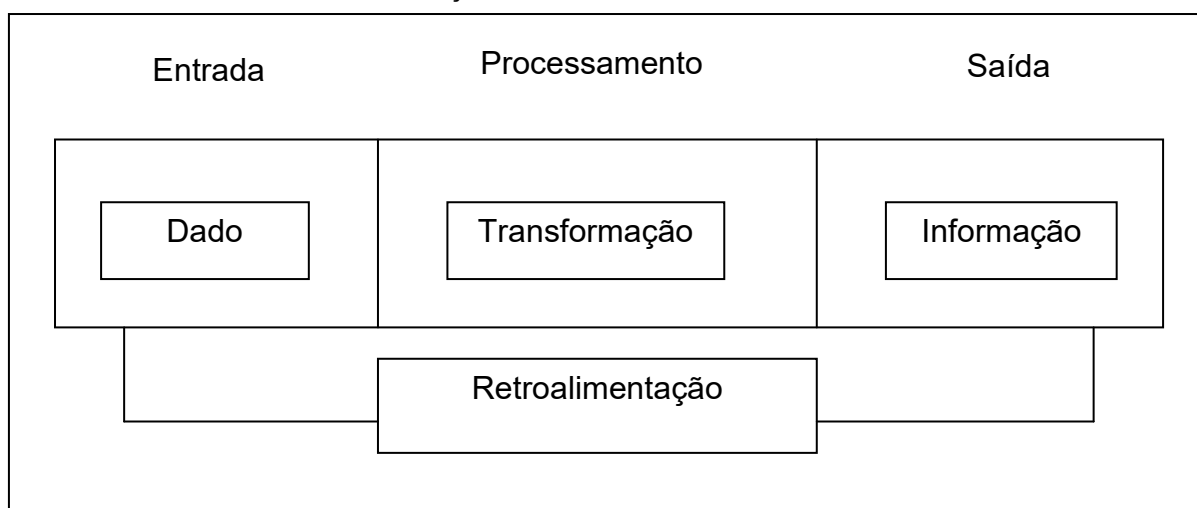 Entrada
Processamento
Saída
Dado
Transformação
Informação
Retroalimentação